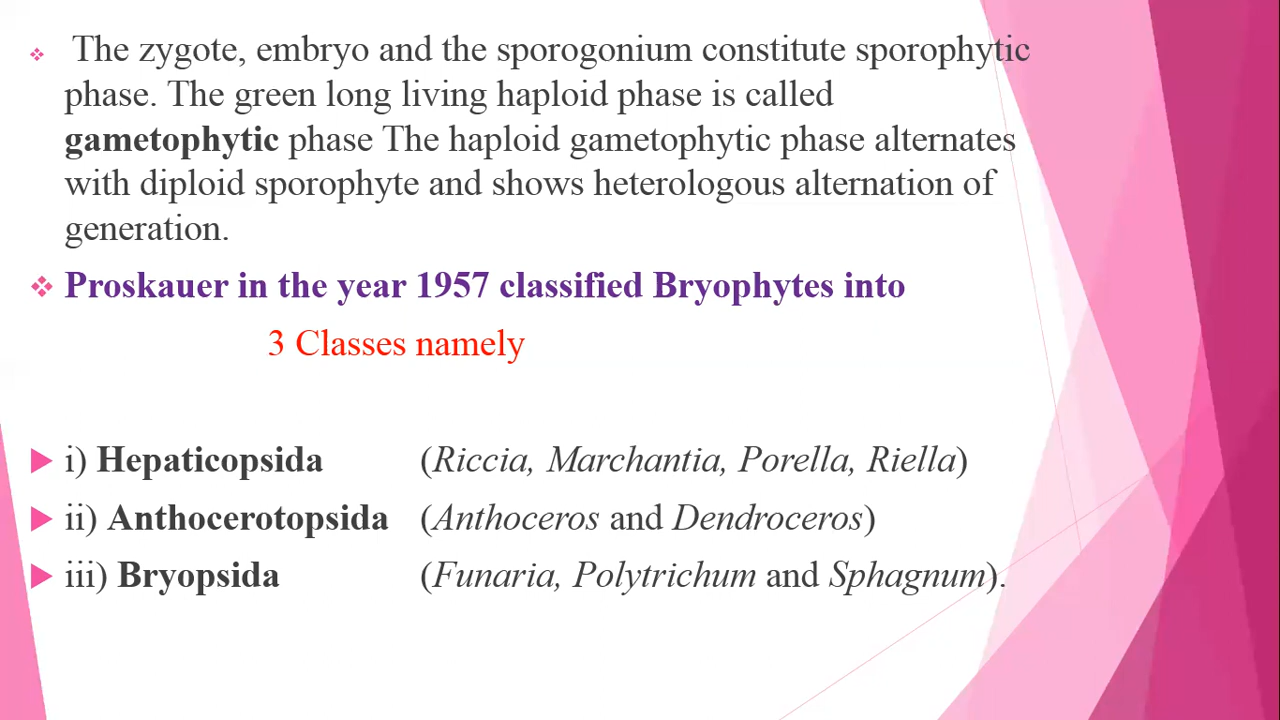 The zygote, embryo and the sporogonium constitute sporophytic
phase. The green long living haploid phase is called
gametophytic phase The haploid gametophytic phase alternates
with diploid sporophyte and shows heterologous alternation of
generation.
Proskauer in the year 1957 classified Bryophytes into
3 Classes namely
i) Hepaticopsida (Riccia, Marchantia, Porella, Riella)
ii) Anthocerotopsida (Anthoceros and Dendroceros)
iii) Bryopsida (Funaria, Polytrichum and Sphagnum).